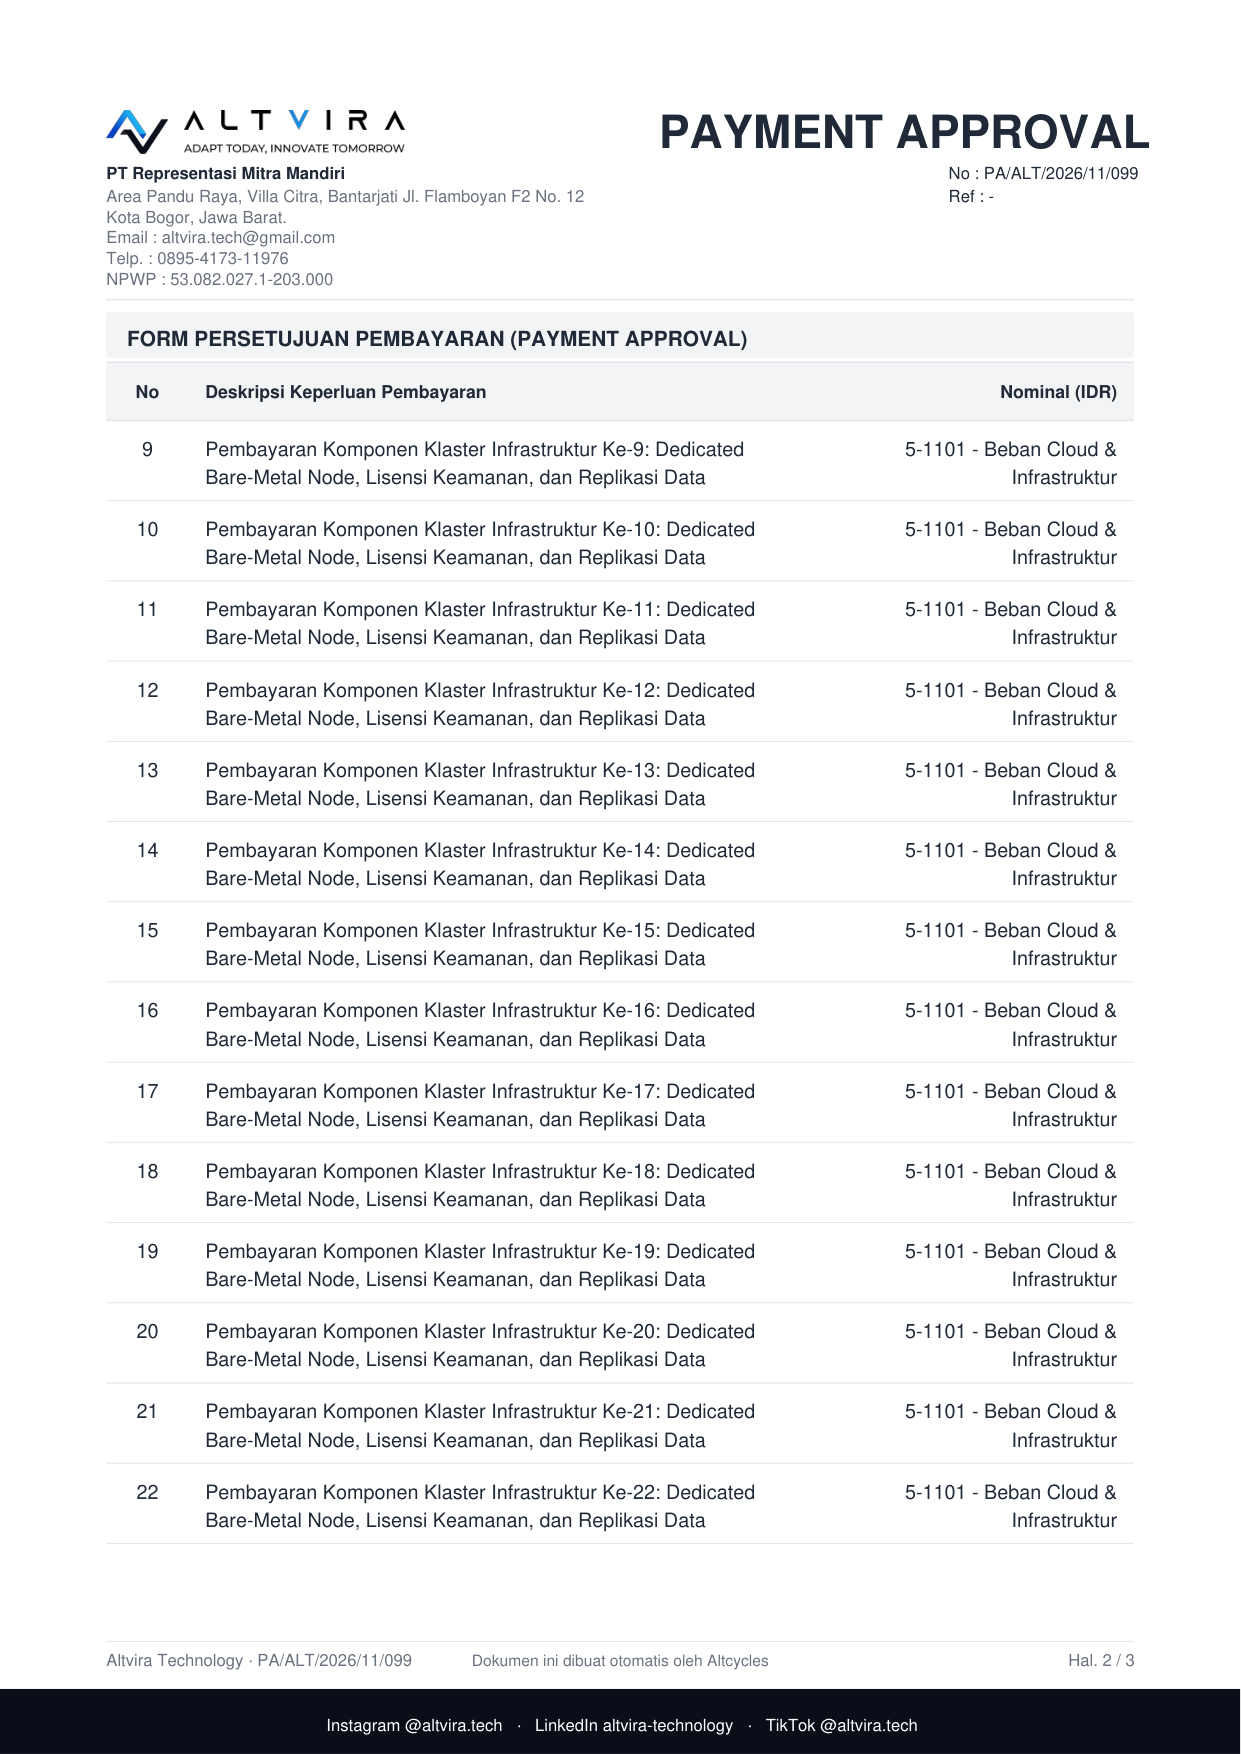 ALTVIRA
ADAPT TODAY, INNOVATE TOMORROW
PAYMENT APPROVAL
PT Representasi Mitra Mandiri
No : PA/ALT/2026/11/099
Area Pandu Raya, Villa Citra, Bantarjati Jl. Flamboyan F2 No. 12
Ref : -
Kota Bogor, Jawa Barat.
Email : altvira.tech@gmail.com
Telp. : 0895-4173-11976
NPWP : 53.082.027.1-203.000
FORM PERSETUJUAN PEMBAYARAN (PAYMENT APPROVAL)
No Deskripsi Keperluan Pembayaran Nominal (IDR)
9 Pembayaran Komponen Klaster Infrastruktur Ke-9: Dedicated 5-1101 - Beban Cloud &
Bare-Metal Node, Lisensi Keamanan, dan Replikasi Data Infrastruktur
10 Pembayaran Komponen Klaster Infrastruktur Ke-10: Dedicated 5-1101 - Beban Cloud &
Bare-Metal Node, Lisensi Keamanan, dan Replikasi Data Infrastruktur
11 Pembayaran Komponen Klaster Infrastruktur Ke-11: Dedicated 5-1101 - Beban Cloud &
Bare-Metal Node, Lisensi Keamanan, dan Replikasi Data Infrastruktur
12 Pembayaran Komponen Klaster Infrastruktur Ke-12: Dedicated 5-1101 - Beban Cloud &
Bare-Metal Node, Lisensi Keamanan, dan Replikasi Data Infrastruktur
13 Pembayaran Komponen Klaster Infrastruktur Ke-13: Dedicated 5-1101 - Beban Cloud &
Bare-Metal Node, Lisensi Keamanan, dan Replikasi Data Infrastruktur
14 Pembayaran Komponen Klaster Infrastruktur Ke-14: Dedicated 5-1101 - Beban Cloud &
Bare-Metal Node, Lisensi Keamanan, dan Replikasi Data Infrastruktur
15 Pembayaran Komponen Klaster Infrastruktur Ke-15: Dedicated 5-1101 - Beban Cloud &
Bare-Metal Node, Lisensi Keamanan, dan Replikasi Data Infrastruktur
16 Pembayaran Komponen Klaster Infrastruktur Ke-16: Dedicated 5-1101 - Beban Cloud &
Bare-Metal Node, Lisensi Keamanan, dan Replikasi Data Infrastruktur
17 Pembayaran Komponen Klaster Infrastruktur Ke-17: Dedicated 5-1101 - Beban Cloud &
Bare-Metal Node, Lisensi Keamanan, dan Replikasi Data Infrastruktur
18 Pembayaran Komponen Klaster Infrastruktur Ke-18: Dedicated 5-1101 - Beban Cloud &
Bare-Metal Node, Lisensi Keamanan, dan Replikasi Data Infrastruktur
19 Pembayaran Komponen Klaster Infrastruktur Ke-19: Dedicated 5-1101 - Beban Cloud &
Bare-Metal Node, Lisensi Keamanan, dan Replikasi Data Infrastruktur
20 Pembayaran Komponen Klaster Infrastruktur Ke-20: Dedicated 5-1101 - Beban Cloud &
Bare-Metal Node, Lisensi Keamanan, dan Replikasi Data Infrastruktur
21 Pembayaran Komponen Klaster Infrastruktur Ke-21: Dedicated 5-1101 - Beban Cloud &
Bare-Metal Node, Lisensi Keamanan, dan Replikasi Data Infrastruktur
22 Pembayaran Komponen Klaster Infrastruktur Ke-22: Dedicated 5-1101 - Beban Cloud &
Bare-Metal Node, Lisensi Keamanan, dan Replikasi Data Infrastruktur
Altvira Technology · PA/ALT/2026/11/099 Dokumen ini dibuat otomatis oleh Altcycles Hal. 2 / 3
Instagram @altvira.tech · LinkedIn altvira-technology · TikTok @altvira.tech